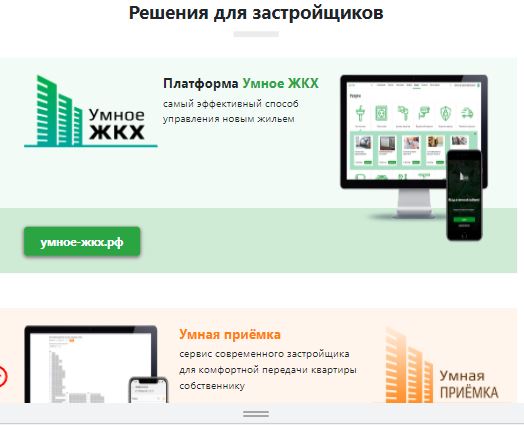 Решения для застройщиков
Умное
ЖКХ
Платформа Умное ЖКХ
самый эффективный способ
управления новым жильем
умное-жкх.рф
Умная приёмка
сервис современного застройщика
для комфортной передачи квартиры
собственнику
Умная
ПРИЁМКА